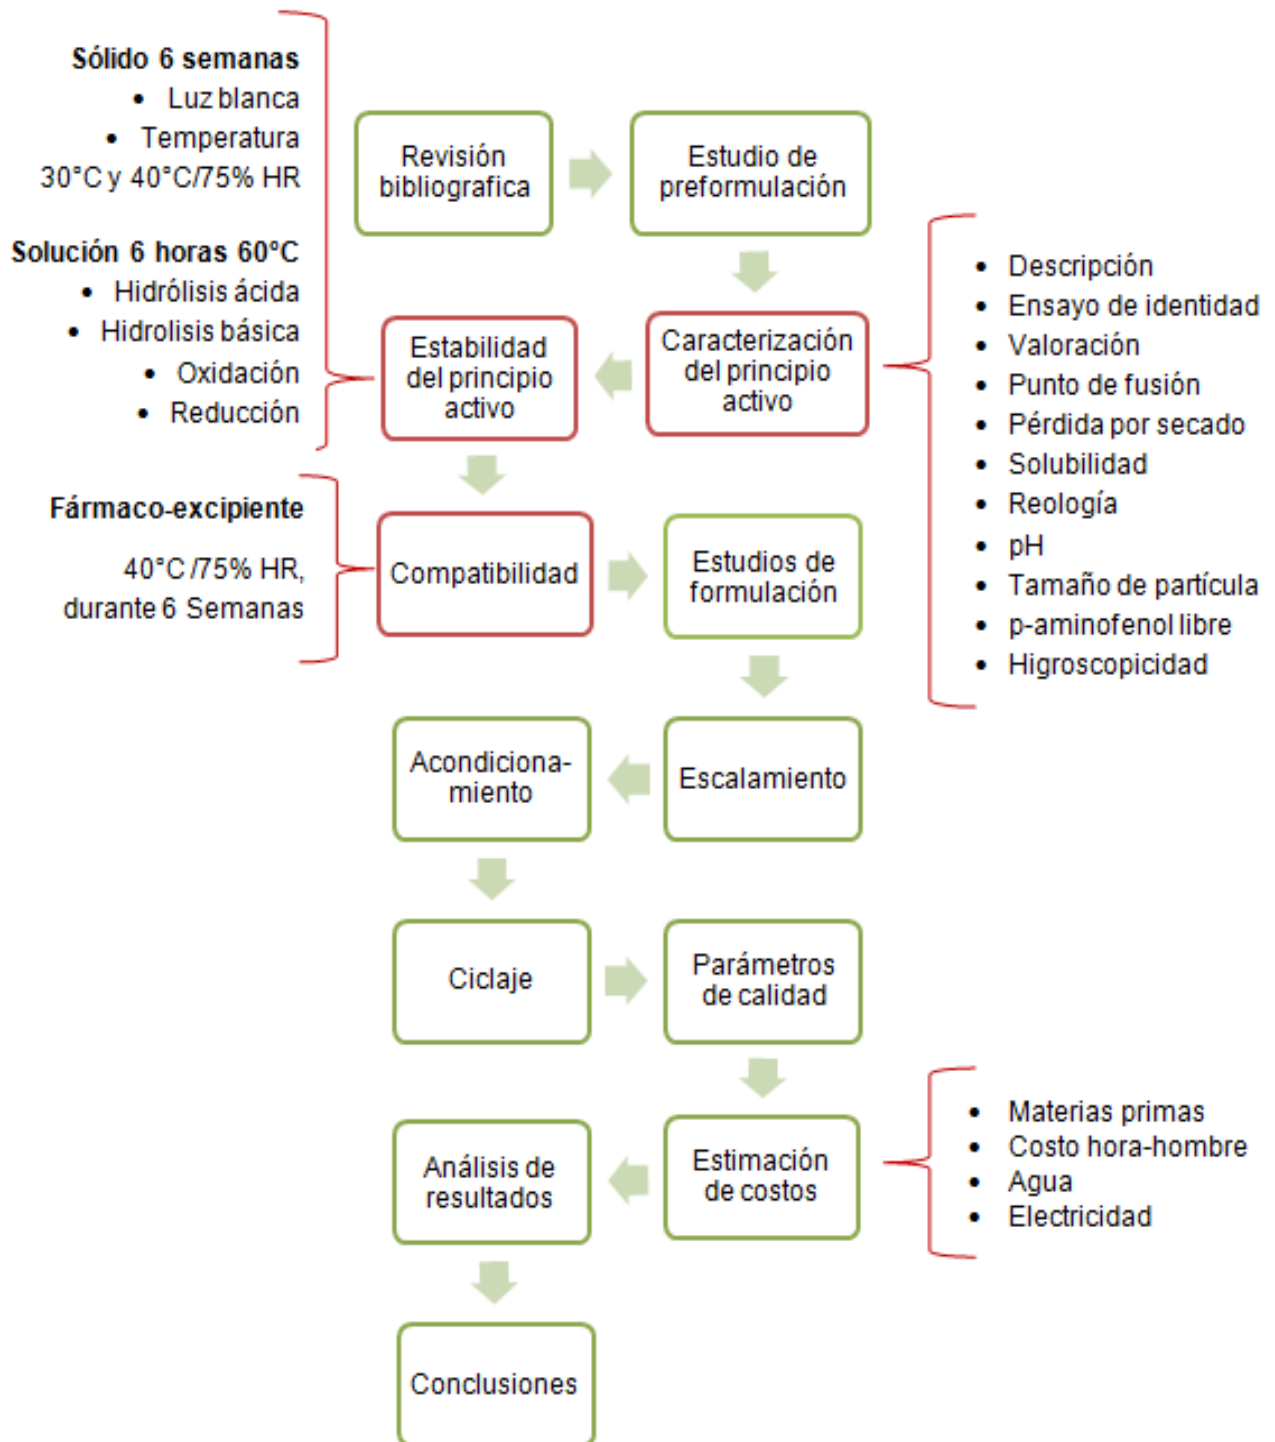 Sólido 6 semanas
• Luz blanca
• Temperatura
30°C y 40°C/75% HR
Solución 6 horas 60°C
• Hidrólisis ácida
• Hidrolisis básica
• Oxidación
• Reducción
Revisión
bibliografica
Estudio de
preformulación
Caracterización
del principio
activo
• Descripción
• Ensayo de identidad
• Valoración
• Punto de fusión
• Pérdida por secado
• Solubilidad
• Reología
• pH
• Tamaño de partícula
• p-aminofenol libre
• Higroscopicidad
Estabilidad
del principio
activo
Fármaco-excipiente
40°C /75% HR,
durante 6 Semanas
Compatibilidad
Estudios de
formulación
Escalamiento
Acondiciona-
miento
Ciclaje
Parámetros
de calidad
Estimación
de costos
• Materias primas
• Costo hora-hombre
• Agua
• Electricidad
Análisis de
resultados
Conclusiones